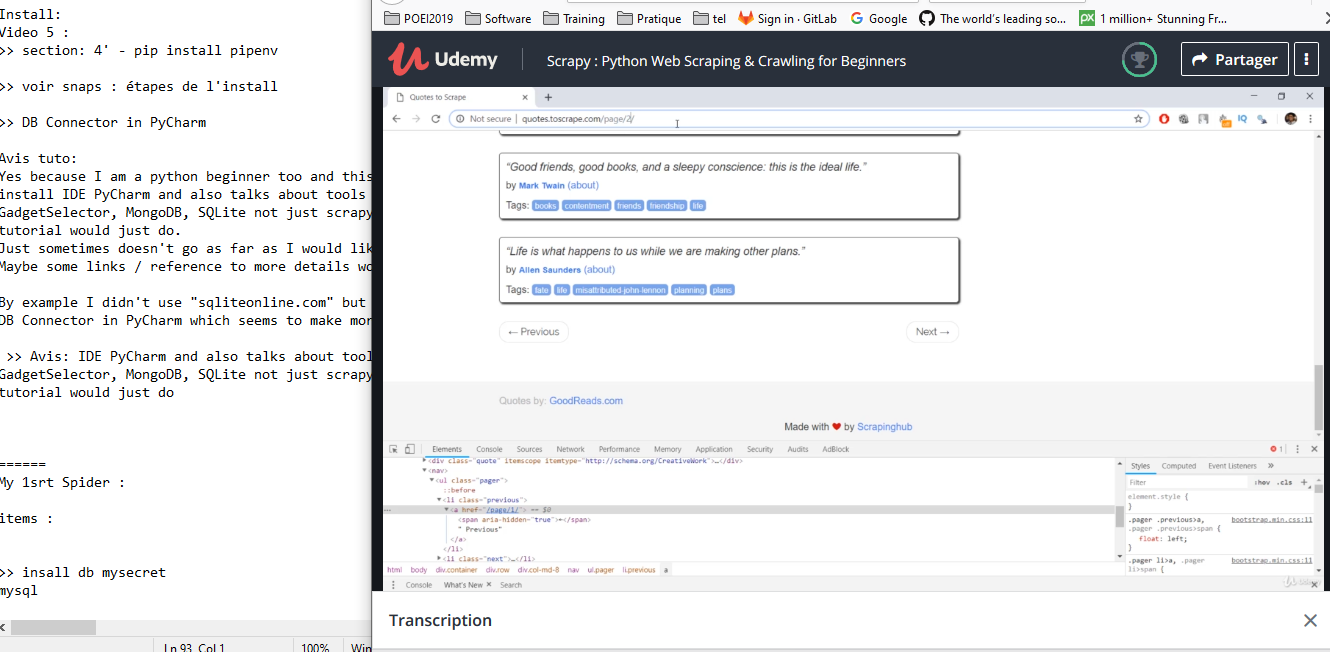 Install:
Video 5 :
>> section: 4' - pip install pipenv
>> voir snaps : étapes de l'install
>> DB Connector in PyCharm
Avis tuto:
Yes because I am a python beginner too and this
install IDE PyCharm and also talks about tools
GadgetSelector, MongoDB, SQLite not just scrapy
tutorial would just do.
Just sometimes doesn't go as far as I would lik
Maybe some links / reference to more details wo
By example I didn't use "sqliteonline.com" but
DB Connector in PyCharm which seems to make mor
>> Avis: IDE PyCharm and also talks about tool
GadgetSelector, MongoDB, SQLite not just scrapy
tutorial would just do
======
My 1srt Spider :
items :
>> insall db mysecret
mysql
Ln 93, Col 1 100% Win
POEI2019 Software Training Pratique tel Sign in · GitLab Google The world's leading so... 1 million+ Stunning Fr...
Udemy Scrapy : Python Web Scraping & Crawling for Beginners Partager
Quotes to Scrape
Not secure | quotes.toscrape.com/page/2/
“Good friends, good books, and a sleepy conscience: this is the ideal life.”
by Mark Twain (about)
Tags: books contentment friends friendship life
“Life is what happens to us while we are making other plans.”
by Allen Saunders (about)
Tags: fate life misattributed-john-lennon planning plans
← Previous Next →
Quotes by: GoodReads.com
Made with ❤ by Scrapinghub
Elements Console Sources Network Performance Memory Application Security Audits AdBlock 1
<div class="quote" itemscope itemtype="http://schema.org/CreativeWork">…</div>
<nav>
<ul class="pager">
::before
<li class="previous">
<a href="/page/1/"> == $0
<span aria-hidden="true">←</span>
" Previous"
</a>
</li>
<li class="next">…</li>
html body div.container div.row div.col-md-8 nav ul.pager li.previous a
Console What's New Search
Styles Computed Event Listeners »
Filter :hov .cls +
element.style {
}
.pager .previous>a, bootstrap.min.css:11
.pager .previous>span {
float: left;
}
.pager li>a, .pager bootstrap.min.css:11
li>span {
Udemy
Transcription